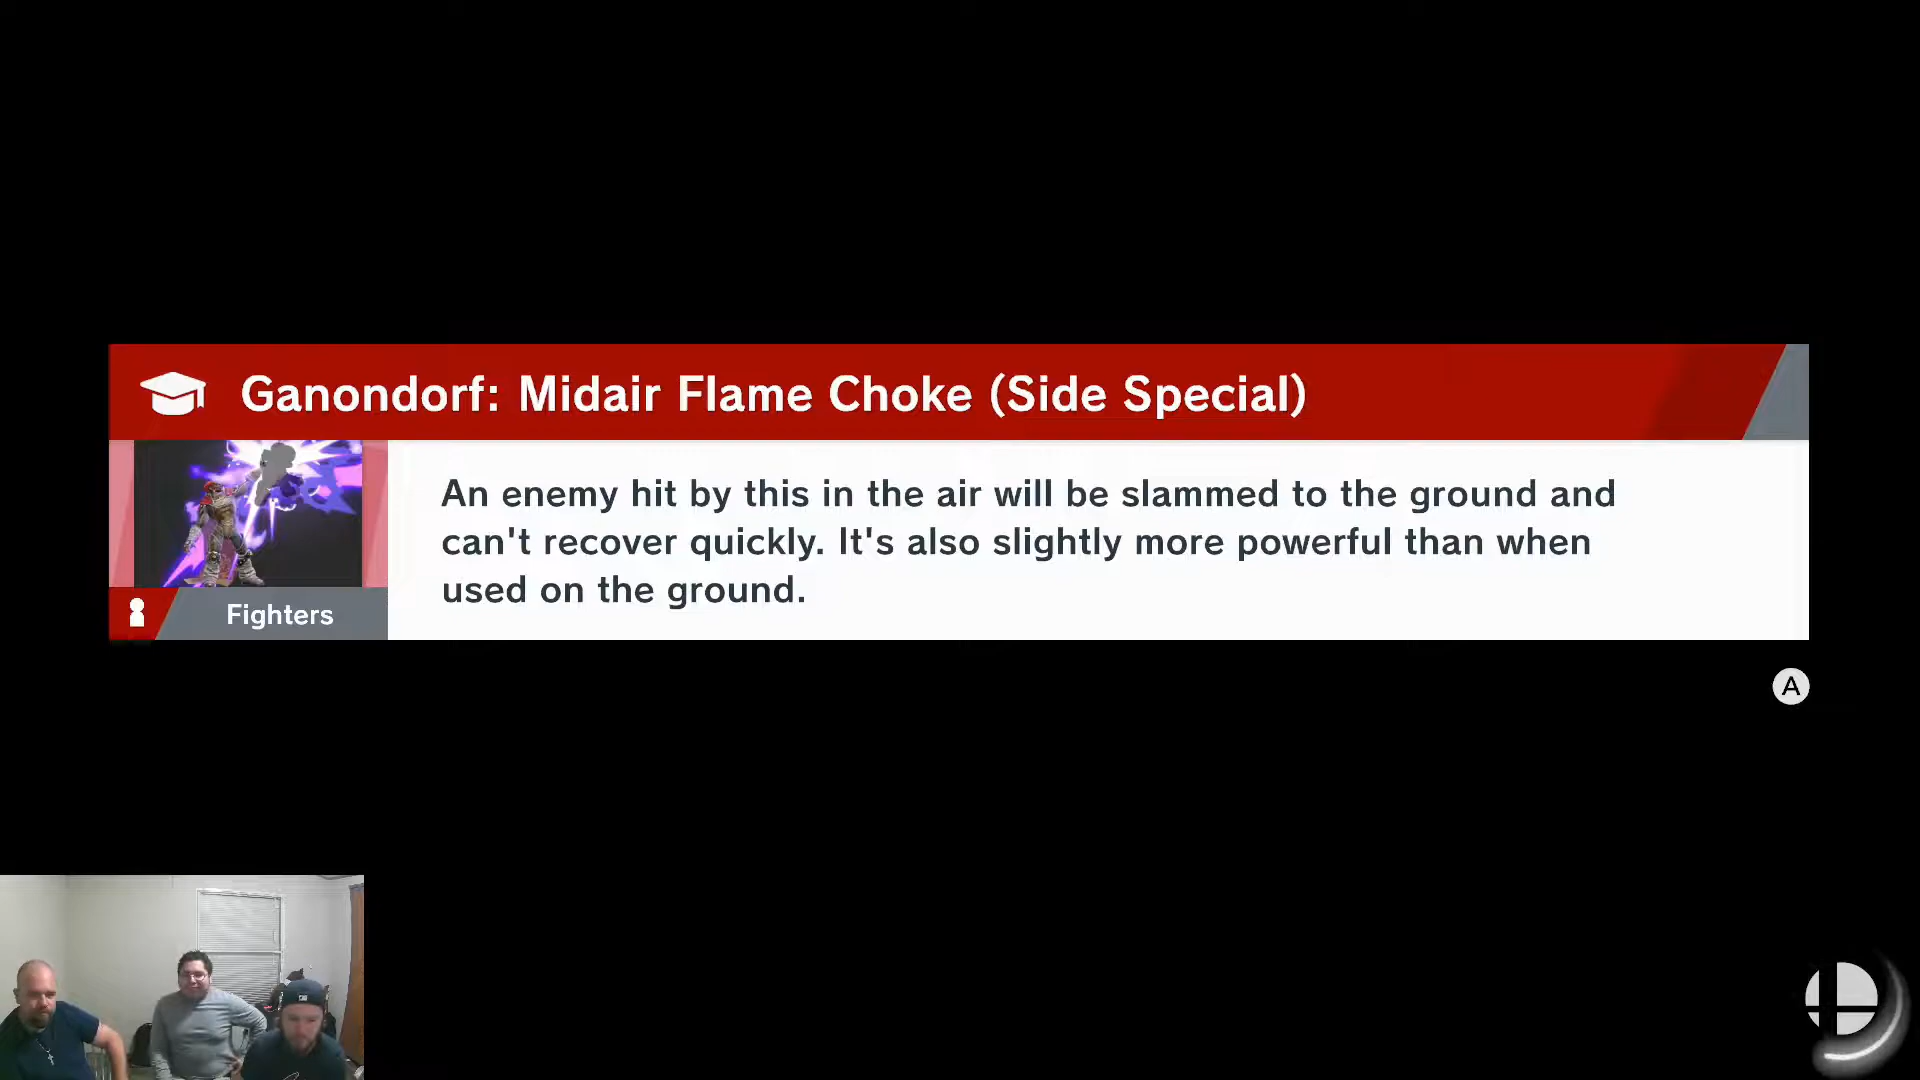 Ganondorf: Midair Flame Choke (Side Special)
An enemy hit by this in the air will be slammed to the ground and
can't recover quickly. It's also slightly more powerful than when
used on the ground.
Fighters
A